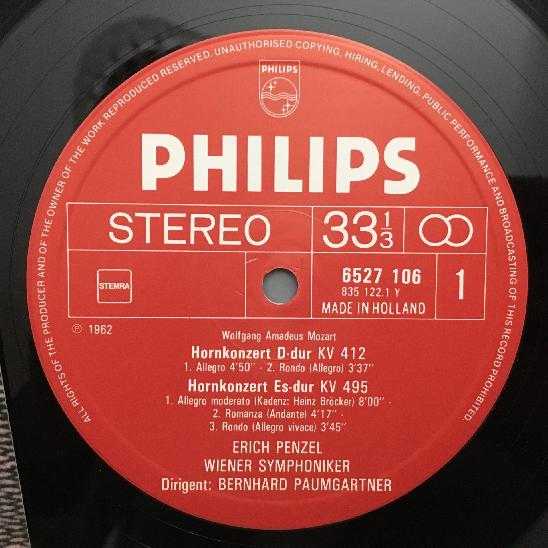 ALL RIGHTS OF THE PRODUCER AND OF THE OWNER OF THE WORK REPRODUCED RESERVED. UNAUTHORISED COPYING, HIRING, LENDING, PUBLIC PERFORMANCE AND BROADCASTING OF THIS RECORD PROHIBITED
PHILIPS
PHILIPS
STEREO 33 1/3
STEMRA
6527 106
835 122.1 Y
MADE IN HOLLAND
1
℗ 1962
Wolfgang Amadeus Mozart
Hornkonzert D-dur KV 412
1. Allegro 4'50'' - 2. Rondo (Allegro) 3'37''
Hornkonzert Es-dur KV 495
1. Allegro moderato (Kadenz: Heinz Bröcker) 8'00'' -
2. Romanza (Andante) 4'17'' -
3. Rondo (Allegro vivace) 3'45''
ERICH PENZEL
WIENER SYMPHONIKER
Dirigent: BERNHARD PAUMGARTNER